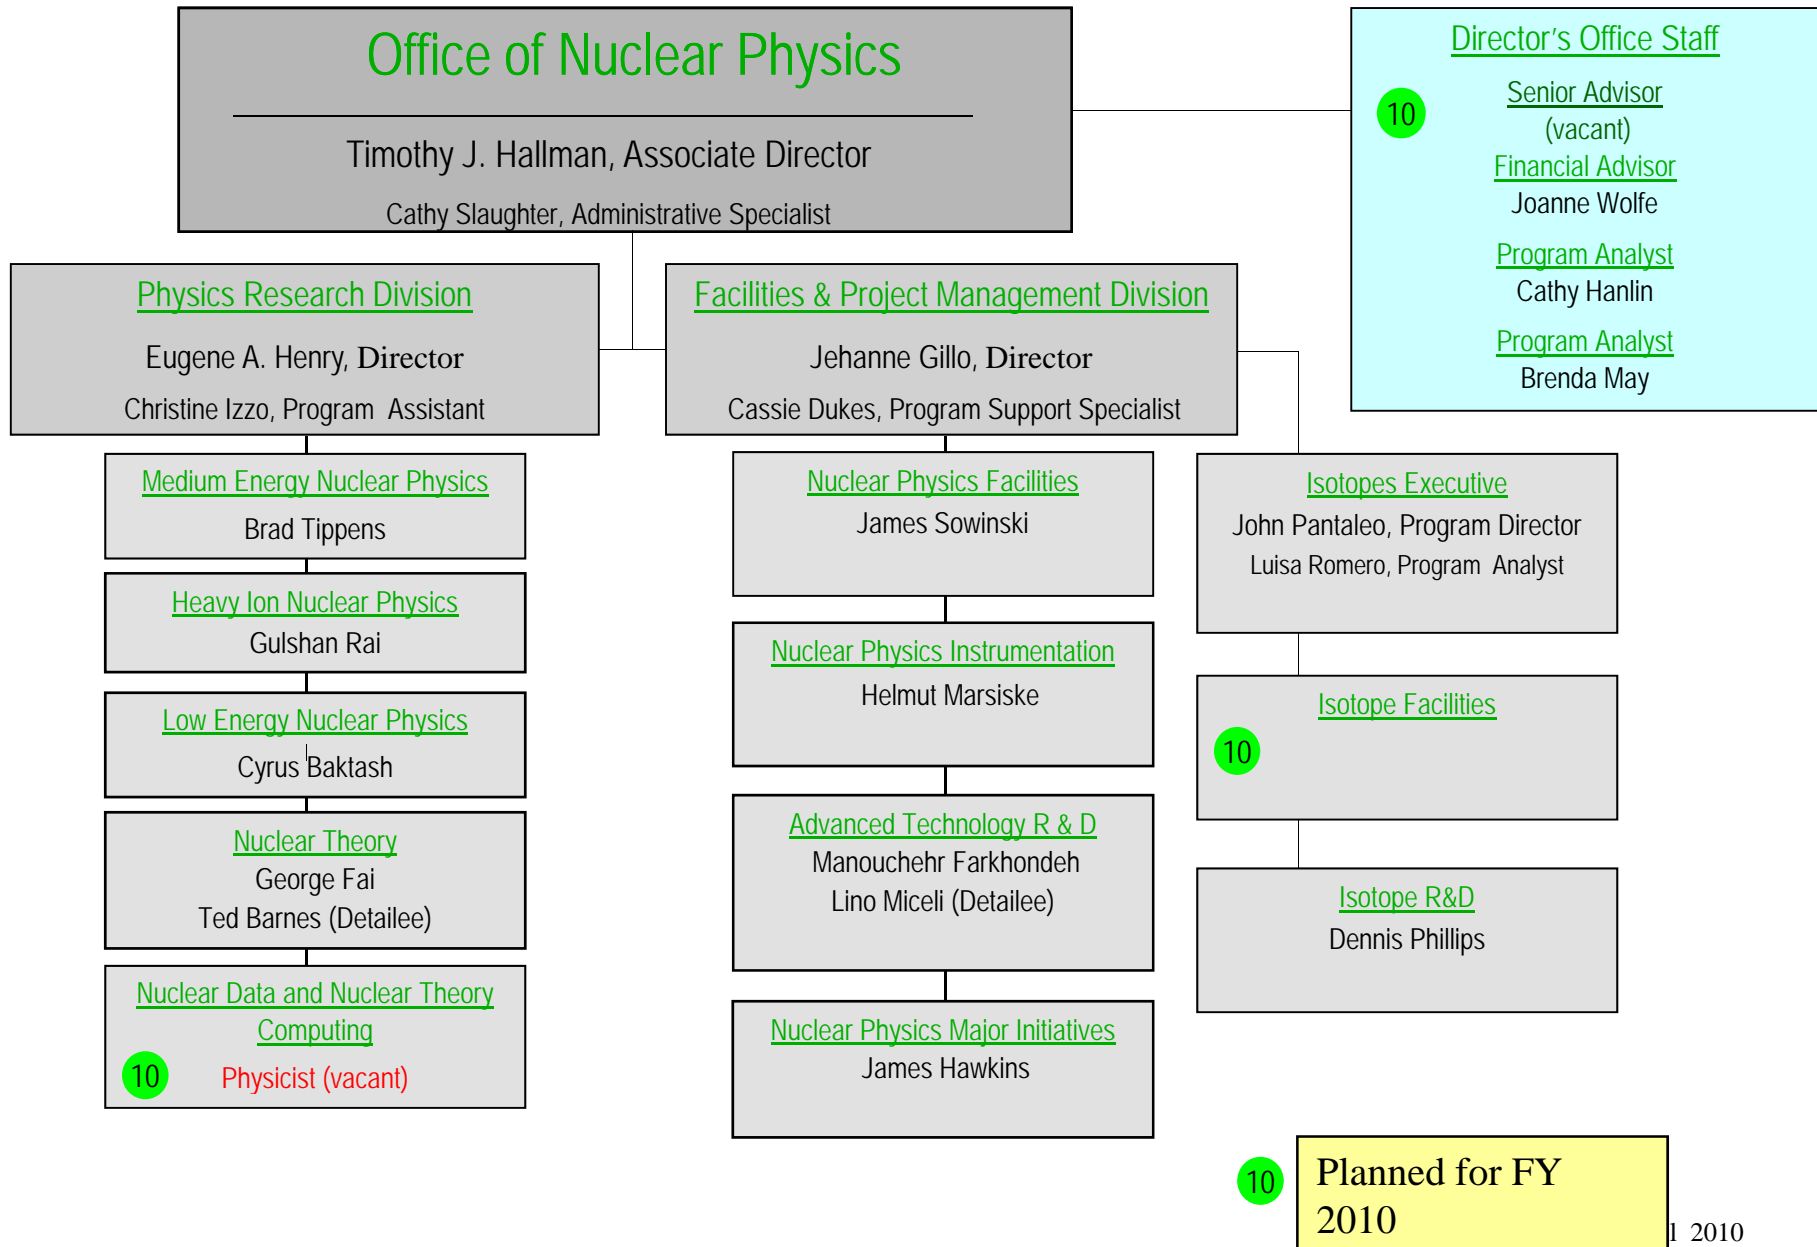 Office of Nuclear Physics
Timothy J. Hallman, Associate Director
Cathy Slaughter, Administrative Specialist
Director's Office Staff
10
Senior Advisor
(vacant)
Financial Advisor
Joanne Wolfe
Program Analyst
Cathy Hanlin
Program Analyst
Brenda May
Physics Research Division
Eugene A. Henry, Director
Christine Izzo, Program Assistant
Facilities & Project Management Division
Jehanne Gillo, Director
Cassie Dukes, Program Support Specialist
Medium Energy Nuclear Physics
Brad Tippens
Heavy Ion Nuclear Physics
Gulshan Rai
Low Energy Nuclear Physics
Cyrus Baktash
Nuclear Theory
George Fai
Ted Barnes (Detailee)
Nuclear Data and Nuclear Theory
Computing
10
Physicist (vacant)
Nuclear Physics Facilities
James Sowinski
Nuclear Physics Instrumentation
Helmut Marsiske
Advanced Technology R & D
Manouchehr Farkhondeh
Lino Miceli (Detailee)
Nuclear Physics Major Initiatives
James Hawkins
Isotopes Executive
John Pantaleo, Program Director
Luisa Romero, Program Analyst
Isotope Facilities
10
Isotope R&D
Dennis Phillips
10
Planned for FY
2010
2010